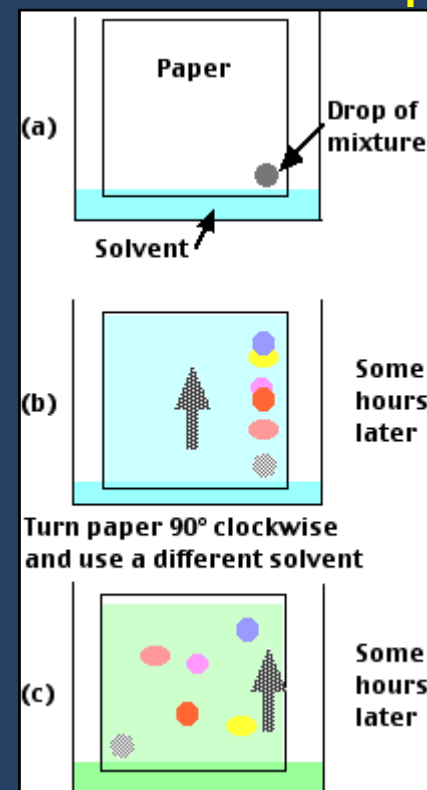 Paper
(a)
Drop of
mixture
Solvent
(b)
Some
hours
later
Turn paper 90° clockwise
and use a different solvent
(c)
Some
hours
later